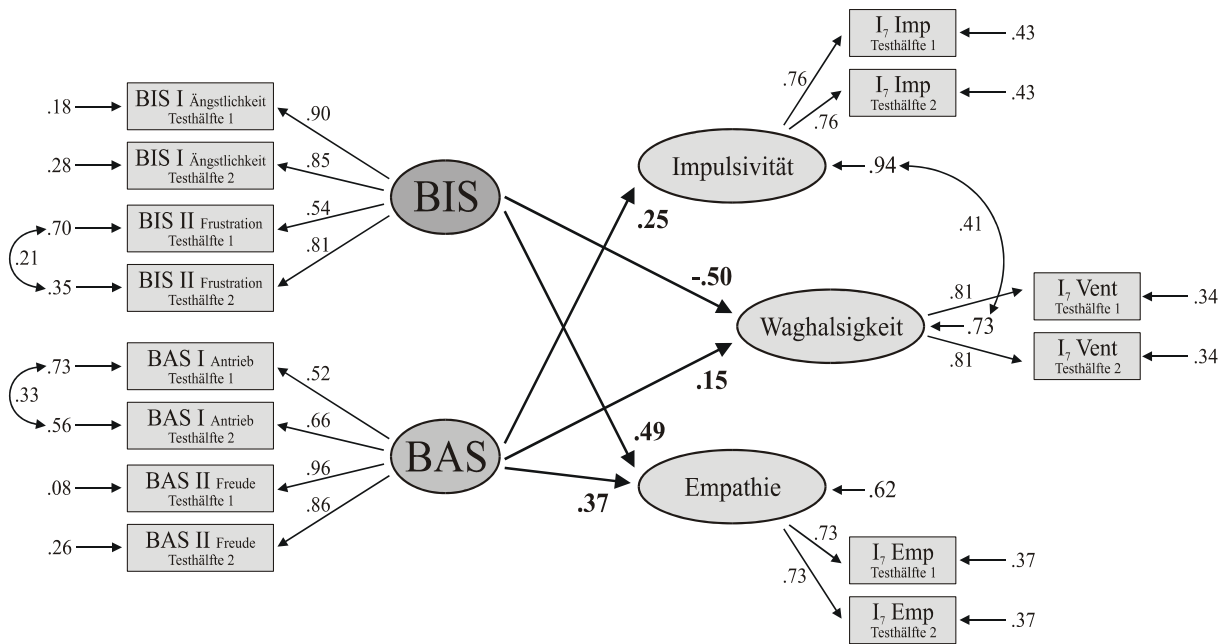 I₇ Imp
Testhälfte 1
.43
.76
I₇ Imp
Testhälfte 2
.43
.76
.18
BIS I Ängstlichkeit
Testhälfte 1
.90
.28
BIS I Ängstlichkeit
Testhälfte 2
.85
.70
BIS II Frustration
Testhälfte 1
.54
.21
.35
BIS II Frustration
Testhälfte 2
.81
BIS
Impulsivität
.94
.25
.41
-.50
Waghalsigkeit
.73
.81
I₇ Vent
Testhälfte 1
.34
.81
I₇ Vent
Testhälfte 2
.34
.15
.73
BAS I Antrieb
Testhälfte 1
.52
.33
.56
BAS I Antrieb
Testhälfte 2
.66
.08
BAS II Freude
Testhälfte 1
.96
.26
BAS II Freude
Testhälfte 2
.86
BAS
.49
.37
Empathie
.62
.73
I₇ Emp
Testhälfte 1
.37
.73
I₇ Emp
Testhälfte 2
.37